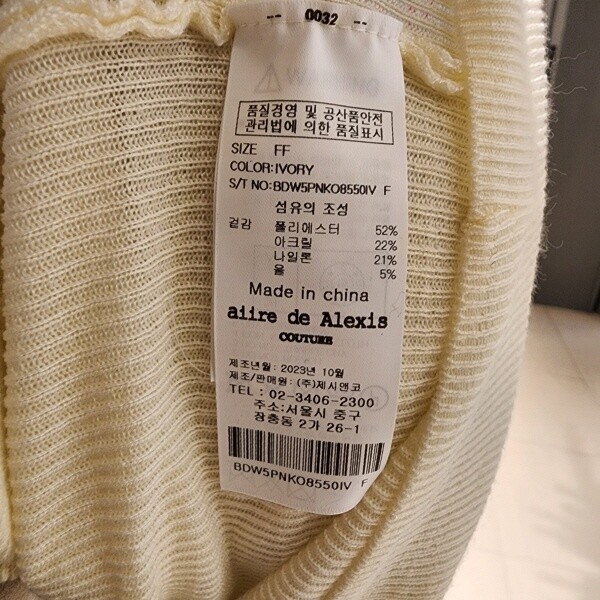 -- 0032 --
WARNING
품질경영 및 공산품안전
관리법에 의한 품질표시
SIZE FF
COLOR:IVORY
S/T NO:BDW5PNKO8550IV F
섬유의 조성
겉감 폴리에스터 52%
아크릴 22%
나일론 21%
울 5%
Made in china
aiire de Alexis
COUTURE
제조년월: 2023년 10월
제조/판매원: (주)제시앤코
TEL: 02-3406-2300
주소:서울시 중구
장충동 2가 26-1
BDW5PNKO8550IV F